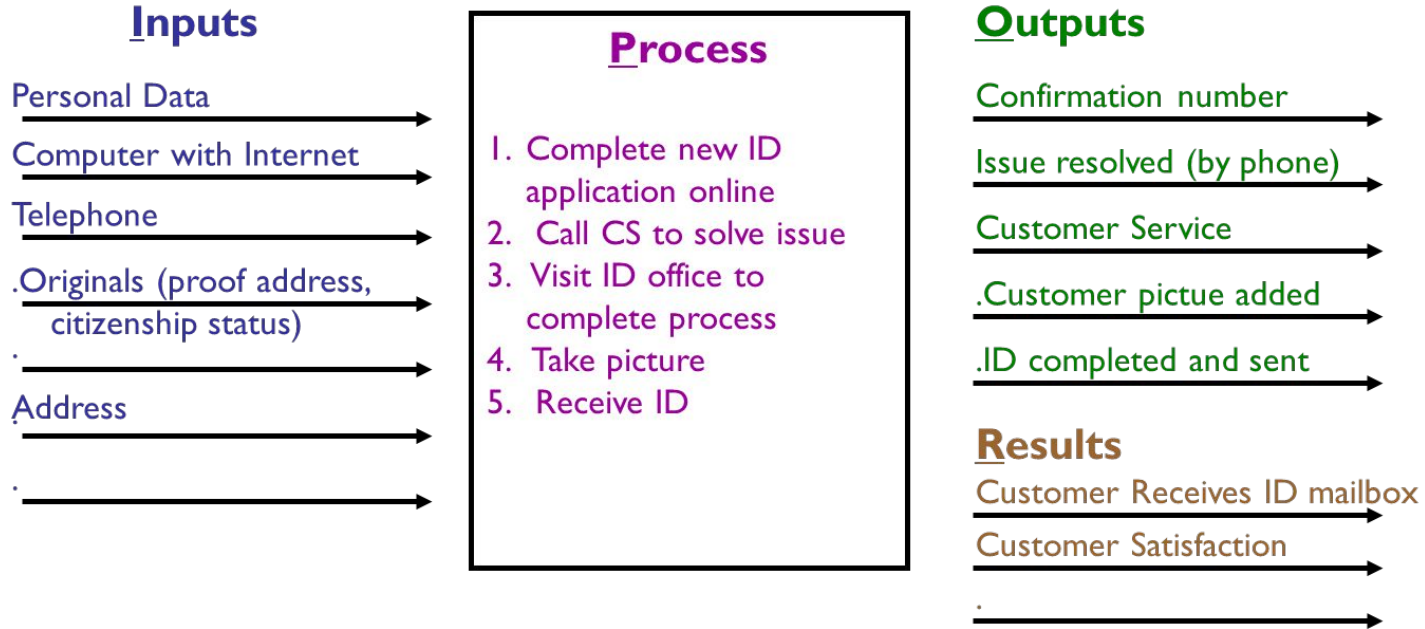 Inputs
Personal Data
Computer with Internet
Telephone
.Originals (proof address,
citizenship status)
.
Address
.
.
Process
1. Complete new ID
application online
2. Call CS to solve issue
3. Visit ID office to
complete process
4. Take picture
5. Receive ID
Outputs
Confirmation number
Issue resolved (by phone)
Customer Service
.Customer pictue added
.ID completed and sent
Results
Customer Receives ID mailbox
Customer Satisfaction
.